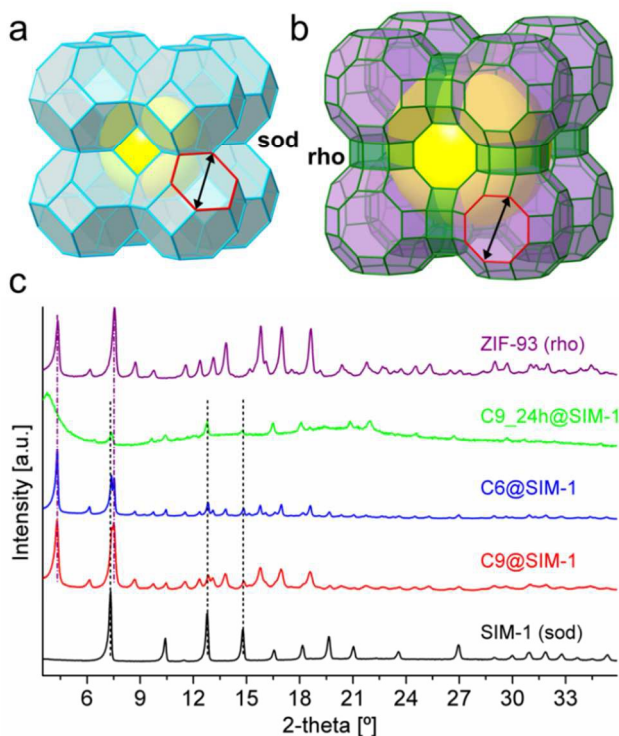 a
b
sod
rho
c
ZIF-93 (rho)
C9_24h@SIM-1
C6@SIM-1
C9@SIM-1
SIM-1 (sod)
Intensity [a.u.]
6 9 12 15 18 21 24 27 30 33
2-theta [º]